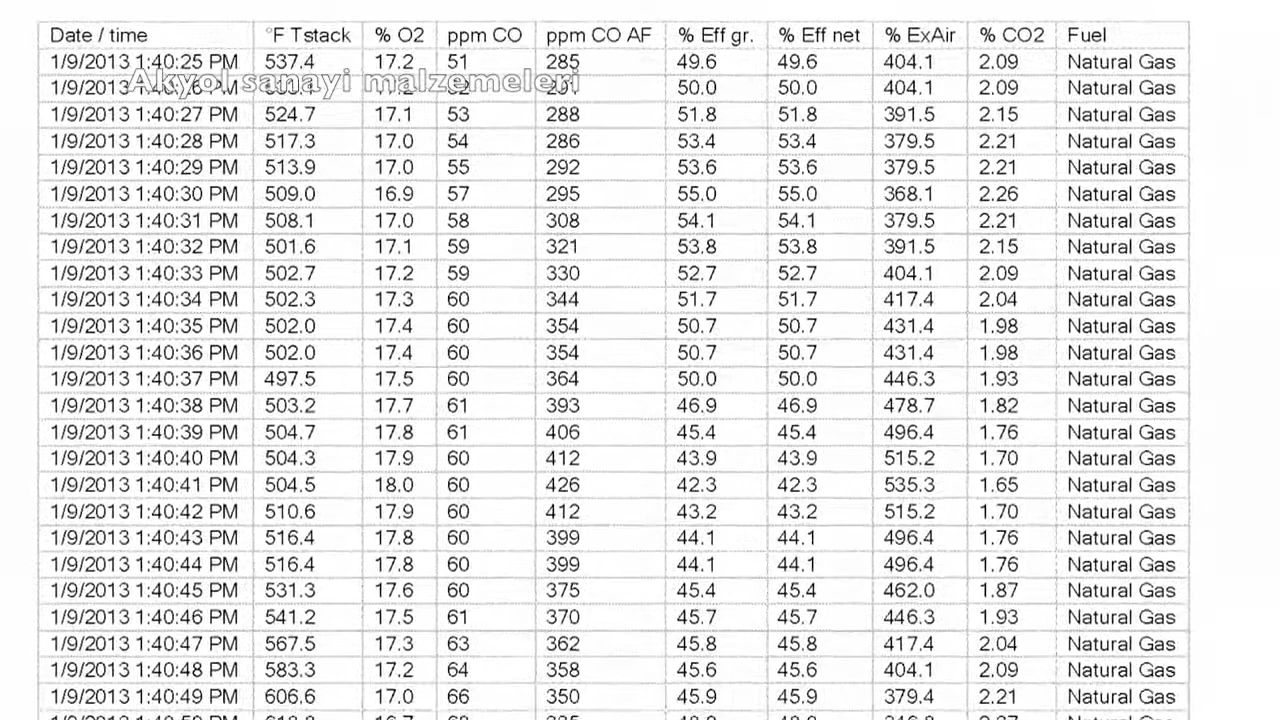 Date / time °F Tstack % O2 ppm CO ppm CO AF % Eff gr. % Eff net % ExAir % CO2 Fuel
1/9/2013 1:40:25 PM 537.4 17.2 51 285 49.6 49.6 404.1 2.09 Natural Gas
Akyol sanayi malzemeleri
50.0 50.0 404.1 2.09 Natural Gas
1/9/2013 1:40:27 PM 524.7 17.1 53 288 51.8 51.8 391.5 2.15 Natural Gas
1/9/2013 1:40:28 PM 517.3 17.0 54 286 53.4 53.4 379.5 2.21 Natural Gas
1/9/2013 1:40:29 PM 513.9 17.0 55 292 53.6 53.6 379.5 2.21 Natural Gas
1/9/2013 1:40:30 PM 509.0 16.9 57 295 55.0 55.0 368.1 2.26 Natural Gas
1/9/2013 1:40:31 PM 508.1 17.0 58 308 54.1 54.1 379.5 2.21 Natural Gas
1/9/2013 1:40:32 PM 501.6 17.1 59 321 53.8 53.8 391.5 2.15 Natural Gas
1/9/2013 1:40:33 PM 502.7 17.2 59 330 52.7 52.7 404.1 2.09 Natural Gas
1/9/2013 1:40:34 PM 502.3 17.3 60 344 51.7 51.7 417.4 2.04 Natural Gas
1/9/2013 1:40:35 PM 502.0 17.4 60 354 50.7 50.7 431.4 1.98 Natural Gas
1/9/2013 1:40:36 PM 502.0 17.4 60 354 50.7 50.7 431.4 1.98 Natural Gas
1/9/2013 1:40:37 PM 497.5 17.5 60 364 50.0 50.0 446.3 1.93 Natural Gas
1/9/2013 1:40:38 PM 503.2 17.7 61 393 46.9 46.9 478.7 1.82 Natural Gas
1/9/2013 1:40:39 PM 504.7 17.8 61 406 45.4 45.4 496.4 1.76 Natural Gas
1/9/2013 1:40:40 PM 504.3 17.9 60 412 43.9 43.9 515.2 1.70 Natural Gas
1/9/2013 1:40:41 PM 504.5 18.0 60 426 42.3 42.3 535.3 1.65 Natural Gas
1/9/2013 1:40:42 PM 510.6 17.9 60 412 43.2 43.2 515.2 1.70 Natural Gas
1/9/2013 1:40:43 PM 516.4 17.8 60 399 44.1 44.1 496.4 1.76 Natural Gas
1/9/2013 1:40:44 PM 516.4 17.8 60 399 44.1 44.1 496.4 1.76 Natural Gas
1/9/2013 1:40:45 PM 531.3 17.6 60 375 45.4 45.4 462.0 1.87 Natural Gas
1/9/2013 1:40:46 PM 541.2 17.5 61 370 45.7 45.7 446.3 1.93 Natural Gas
1/9/2013 1:40:47 PM 567.5 17.3 63 362 45.8 45.8 417.4 2.04 Natural Gas
1/9/2013 1:40:48 PM 583.3 17.2 64 358 45.6 45.6 404.1 2.09 Natural Gas
1/9/2013 1:40:49 PM 606.6 17.0 66 350 45.9 45.9 379.4 2.21 Natural Gas